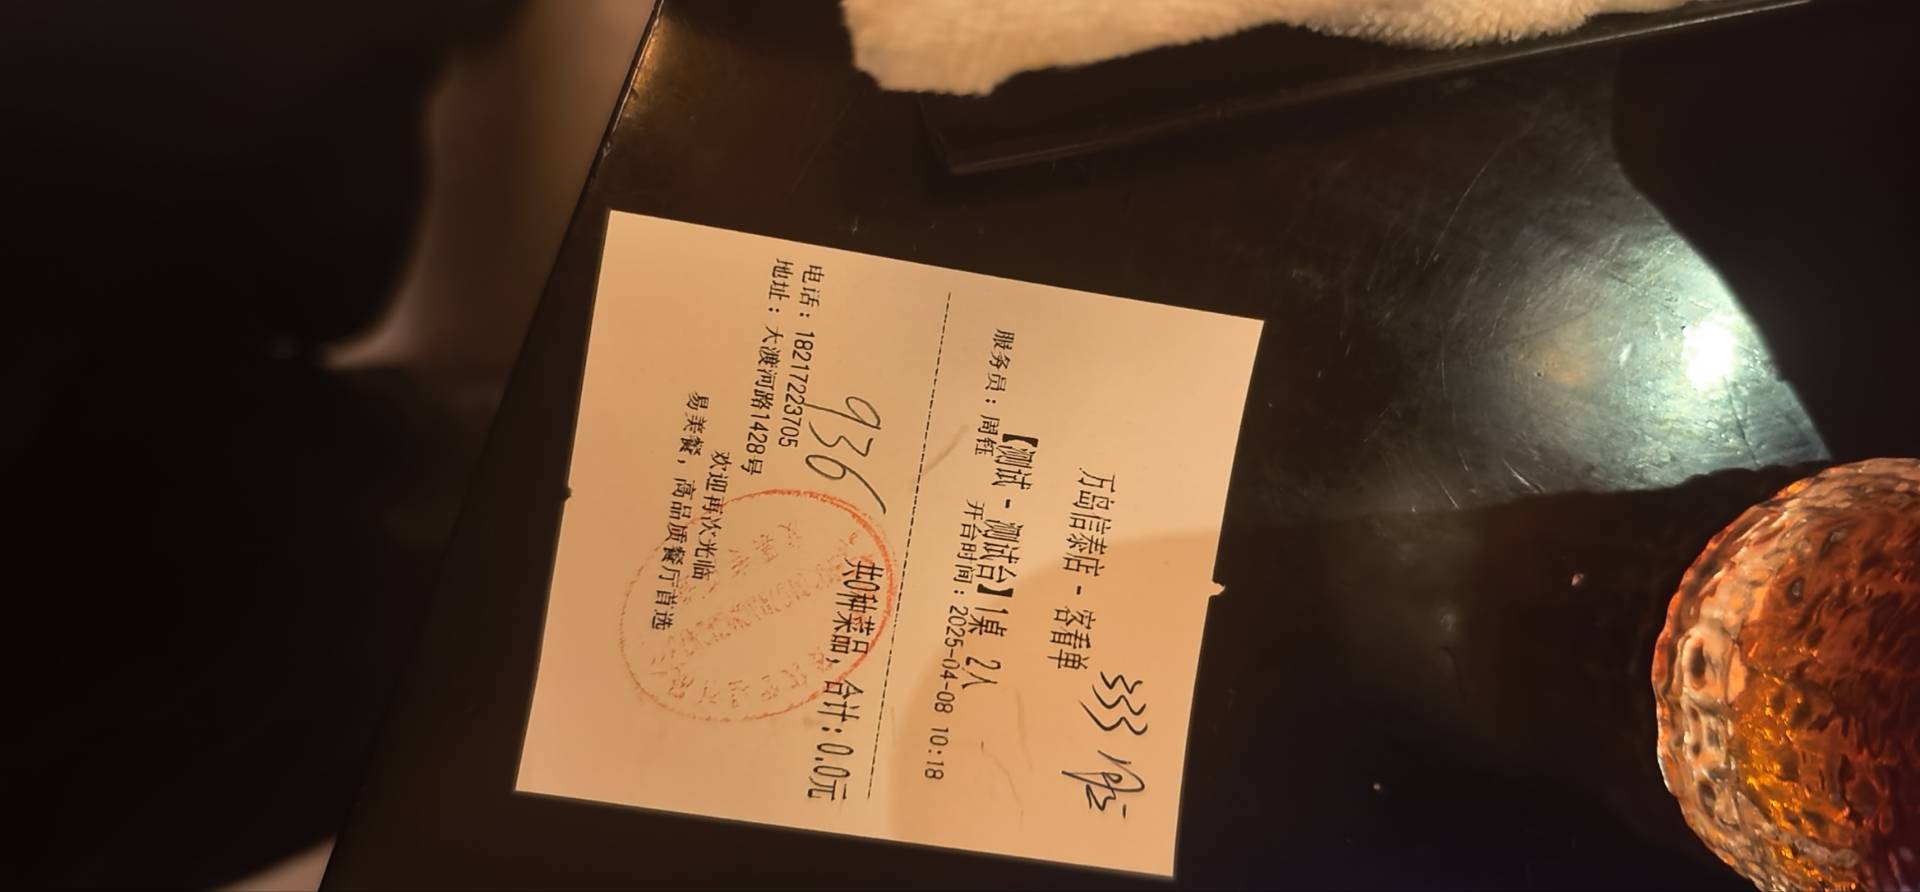 万岛信泰店-客看单
【测试-测试台】1桌 2人
服务员：周钰
开台时间：2025-04-08 10:18
共0种菜品，合计：0.0元
936
电话：18217223705
地址：大渡河路1428号
欢迎再次光临
易美餐，高品质餐厅首选